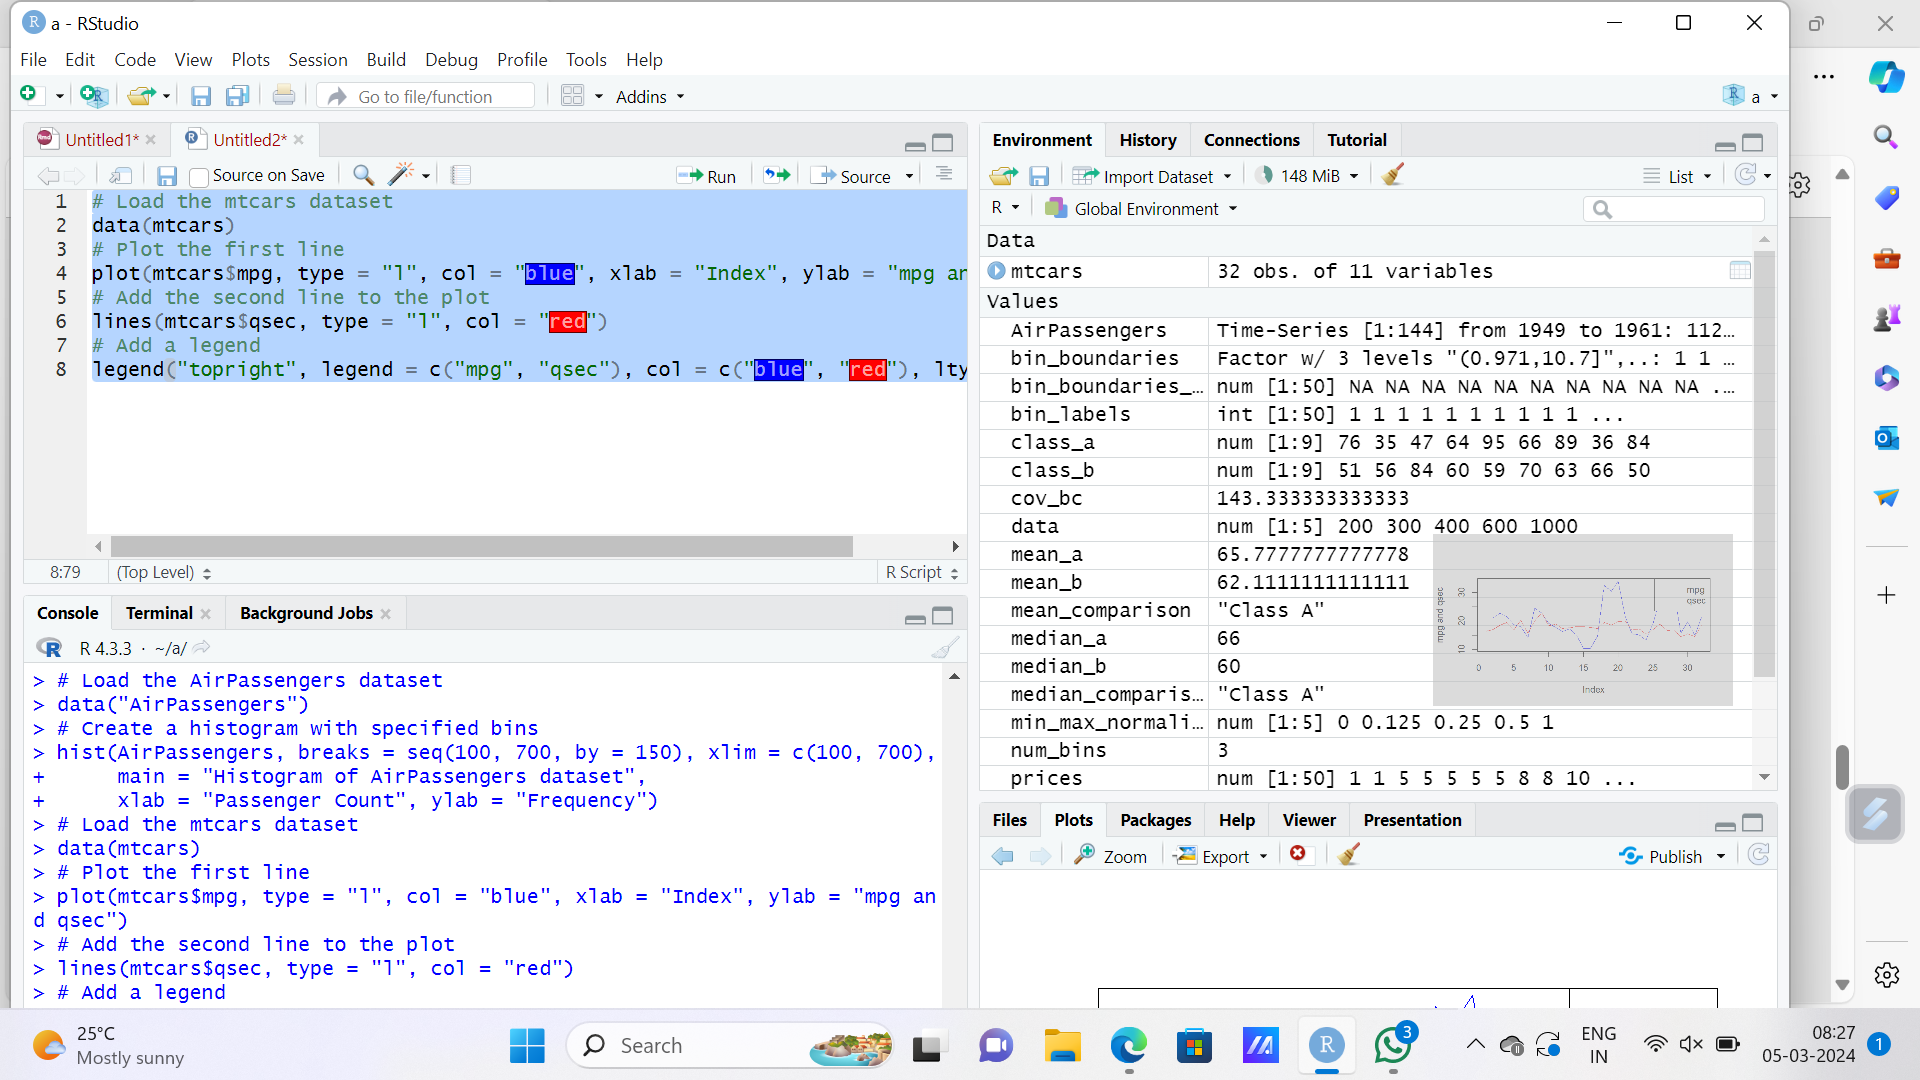 a - RStudio
File Edit Code View Plots Session Build Debug Profile Tools Help
Go to file/function Addins a
Untitled1* Untitled2*
Source on Save Run Source
1 # Load the mtcars dataset
2 data(mtcars)
3 # Plot the first line
4 plot(mtcars$mpg, type = "l", col = "blue", xlab = "Index", ylab = "mpg an
5 # Add the second line to the plot
6 lines(mtcars$qsec, type = "l", col = "red")
7 # Add a legend
8 legend("topright", legend = c("mpg", "qsec"), col = c("blue", "red"), lty
8:79 (Top Level) R Script
Console Terminal Background Jobs
R 4.3.3 · ~/a/
> # Load the AirPassengers dataset
> data("AirPassengers")
> # Create a histogram with specified bins
> hist(AirPassengers, breaks = seq(100, 700, by = 150), xlim = c(100, 700),
+ main = "Histogram of AirPassengers dataset",
+ xlab = "Passenger Count", ylab = "Frequency")
> # Load the mtcars dataset
> data(mtcars)
> # Plot the first line
> plot(mtcars$mpg, type = "l", col = "blue", xlab = "Index", ylab = "mpg an
d qsec")
> # Add the second line to the plot
> lines(mtcars$qsec, type = "l", col = "red")
> # Add a legend
Environment History Connections Tutorial
Import Dataset 148 MiB List
R Global Environment
Data
mtcars 32 obs. of 11 variables
Values
AirPassengers Time-Series [1:144] from 1949 to 1961: 112…
bin_boundaries Factor w/ 3 levels "(0.971,10.7]",..: 1 1 …
bin_boundaries_… num [1:50] NA NA NA NA NA NA NA NA NA NA .…
bin_labels int [1:50] 1 1 1 1 1 1 1 1 1 1 ...
class_a num [1:9] 76 35 47 64 95 66 89 36 84
class_b num [1:9] 51 56 84 60 59 70 63 66 50
cov_bc 143.333333333333
data num [1:5] 200 300 400 600 1000
mean_a 65.7777777777778
mean_b 62.1111111111111
mean_comparison "Class A"
median_a 66
median_b 60
median_comparis… "Class A"
min_max_normali… num [1:5] 0 0.125 0.25 0.5 1
num_bins 3
prices num [1:50] 1 1 5 5 5 5 5 8 8 10 ...
mpg and qsec
30
20
10
mpg
qsec
0 5 10 15 20 25 30
Index
Files Plots Packages Help Viewer Presentation
Zoom Export Publish
25°C
Mostly sunny
Search
3
ENG
IN
08:27
05-03-2024
1